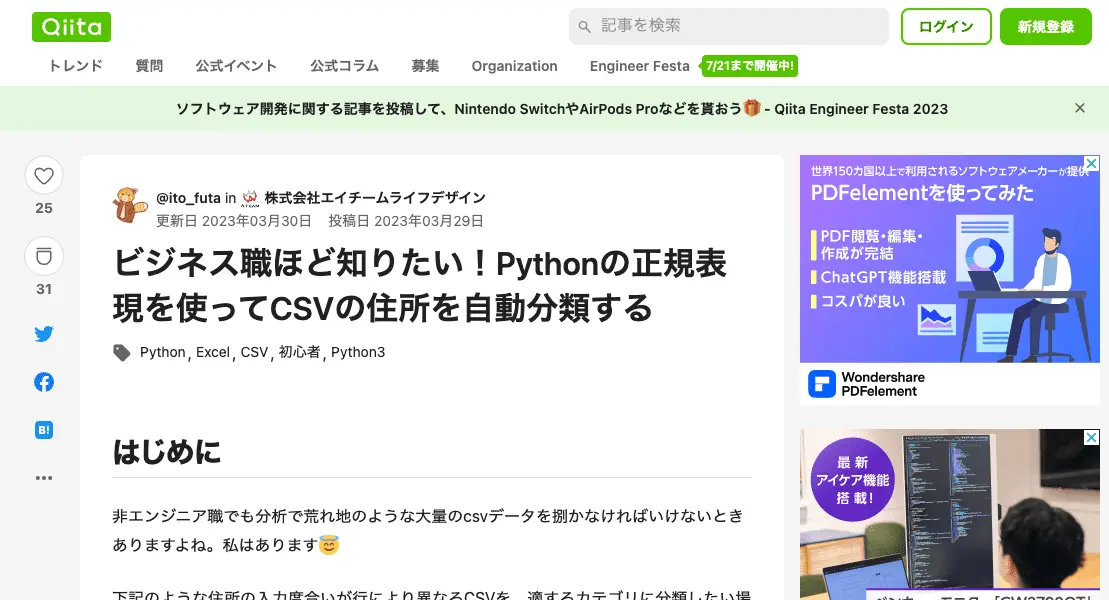 Qiita
記事を検索
ログイン
新規登録
トレンド 質問 公式イベント 公式コラム 募集 Organization Engineer Festa 7/21まで開催中!
ソフトウェア開発に関する記事を投稿して、Nintendo SwitchやAirPods Proなどを貰おう🎁 - Qiita Engineer Festa 2023
25
31
B!
@ito_futa in 株式会社エイチームライフデザイン
更新日 2023年03月30日 投稿日 2023年03月29日
ビジネス職ほど知りたい！Pythonの正規表
現を使ってCSVの住所を自動分類する
Python, Excel, CSV, 初心者, Python3
はじめに
非エンジニア職でも分析で荒れ地のような大量のcsvデータを捌かなければいけないとき
ありますよね。私はあります😇
下記のような住所の入力度合いが行により異なるCSVを、適するカテゴリに分類したい場
世界150カ国以上で利用されるソフトウェアメーカーが提供
PDFelementを使ってみた
PDF閲覧・編集・
作成が完結
ChatGPT機能搭載
コスパが良い
Wondershare
PDFelement
最新
アイケア機能
搭載!